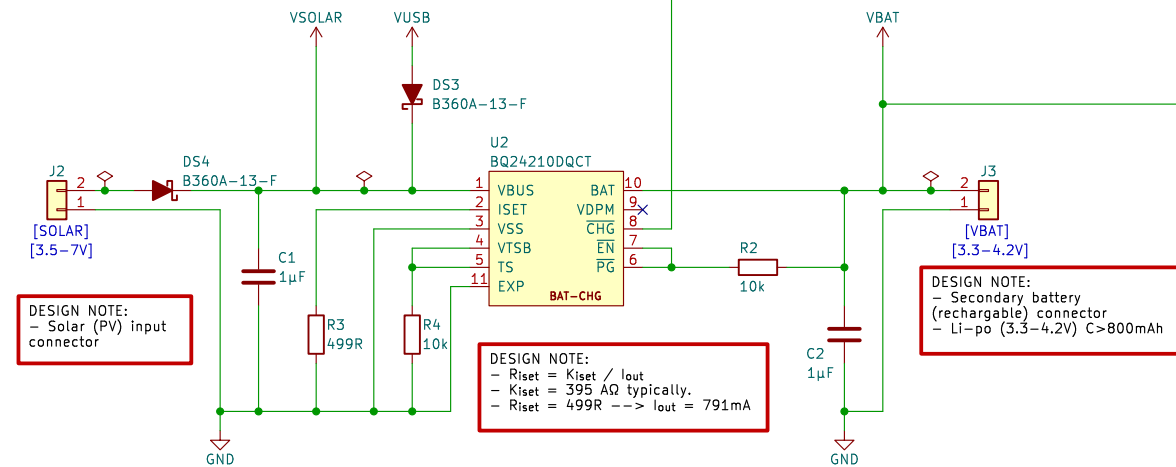 VSOLAR
VUSB
VBAT
DS3
B360A-13-F
U2
BQ24210DQCT
J2
2
1
[SOLAR]
[3.5-7V]
DS4
B360A-13-F
1 VBUS
2 ISET
3 VSS
4 VTSB
5 TS
11 EXP
BAT 10
VDPM 9
CHG 8
EN 7
PG 6
BAT-CHG
J3
2
1
[VBAT]
[3.3-4.2V]
C1
1µF
R3
499R
R4
10k
R2
10k
C2
1µF
DESIGN NOTE:
- Solar (PV) input
connector
DESIGN NOTE:
- Riset = Kiset / Iout
- Kiset = 395 AΩ typically.
- Riset = 499R --> Iout = 791mA
DESIGN NOTE:
- Secondary battery
(rechargable) connector
- Li-po (3.3-4.2V) C>800mAh
GND
GND